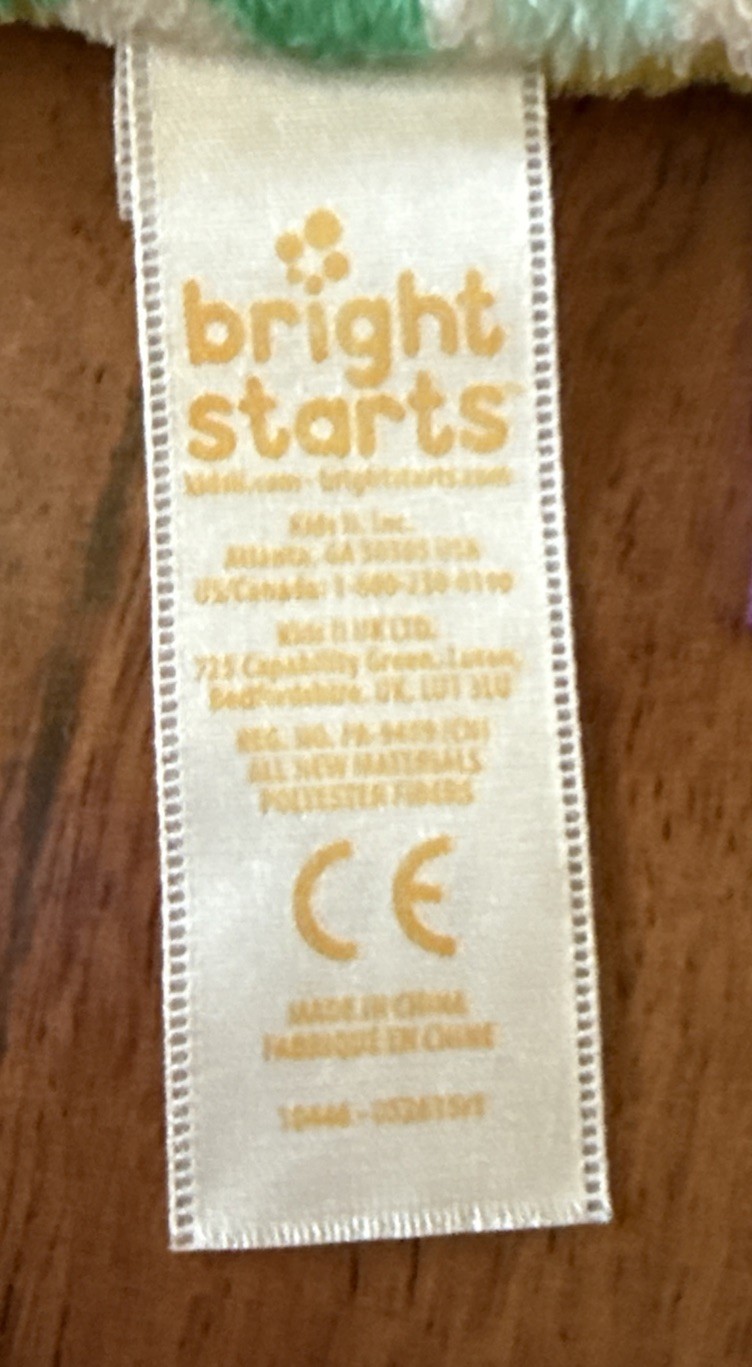 bright
starts
kidsii.com - brightstarts.com
Kids II, Inc.
Atlanta, GA 30305 USA
US/Canada: 1-800-230-8190
Kids II UK LTD.
725 Capability Green, Luton,
Bedfordshire, UK, LU1 3LU
REG. NO. PA-9419 (CN)
ALL NEW MATERIALS
POLYESTER FIBERS
CE
MADE IN CHINA
FABRIQUÉ EN CHINE
10446 -